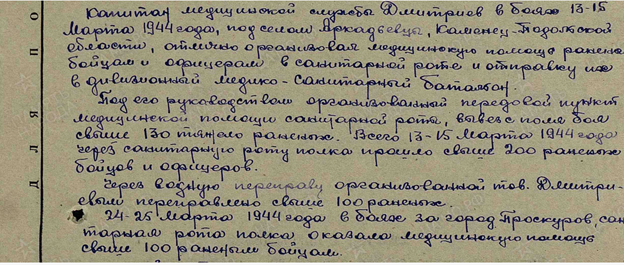 Капитан медицинской службы Дмитриев в боях 13-15
Марта 1944 года, под селом Аркадьевцы, Каменец-Подольской
области, отлично организовал медицинскую помощь раненым
бойцам и офицерам в санитарной роте и отправку их
в дивизионный медико-санитарный батальон.
Под его руководством организованный передовой пункт
медицинской помощи санитарной роты, вывез с поля боя
свыше 130 тяжело раненых. Всего 13-15 Марта 1944 года
через санитарную роту полка прошло свыше 200 раненых
бойцов и офицеров.
Через водную переправу организованной тов. Дмитри-
евым переправлено свыше 100 раненых.
24-25 Марта 1944 года в боях за город Проскуров, сан-
тарная рота полка оказала медицинскую помощь
свыше 100 раненым бойцам.
Д Л Я П О